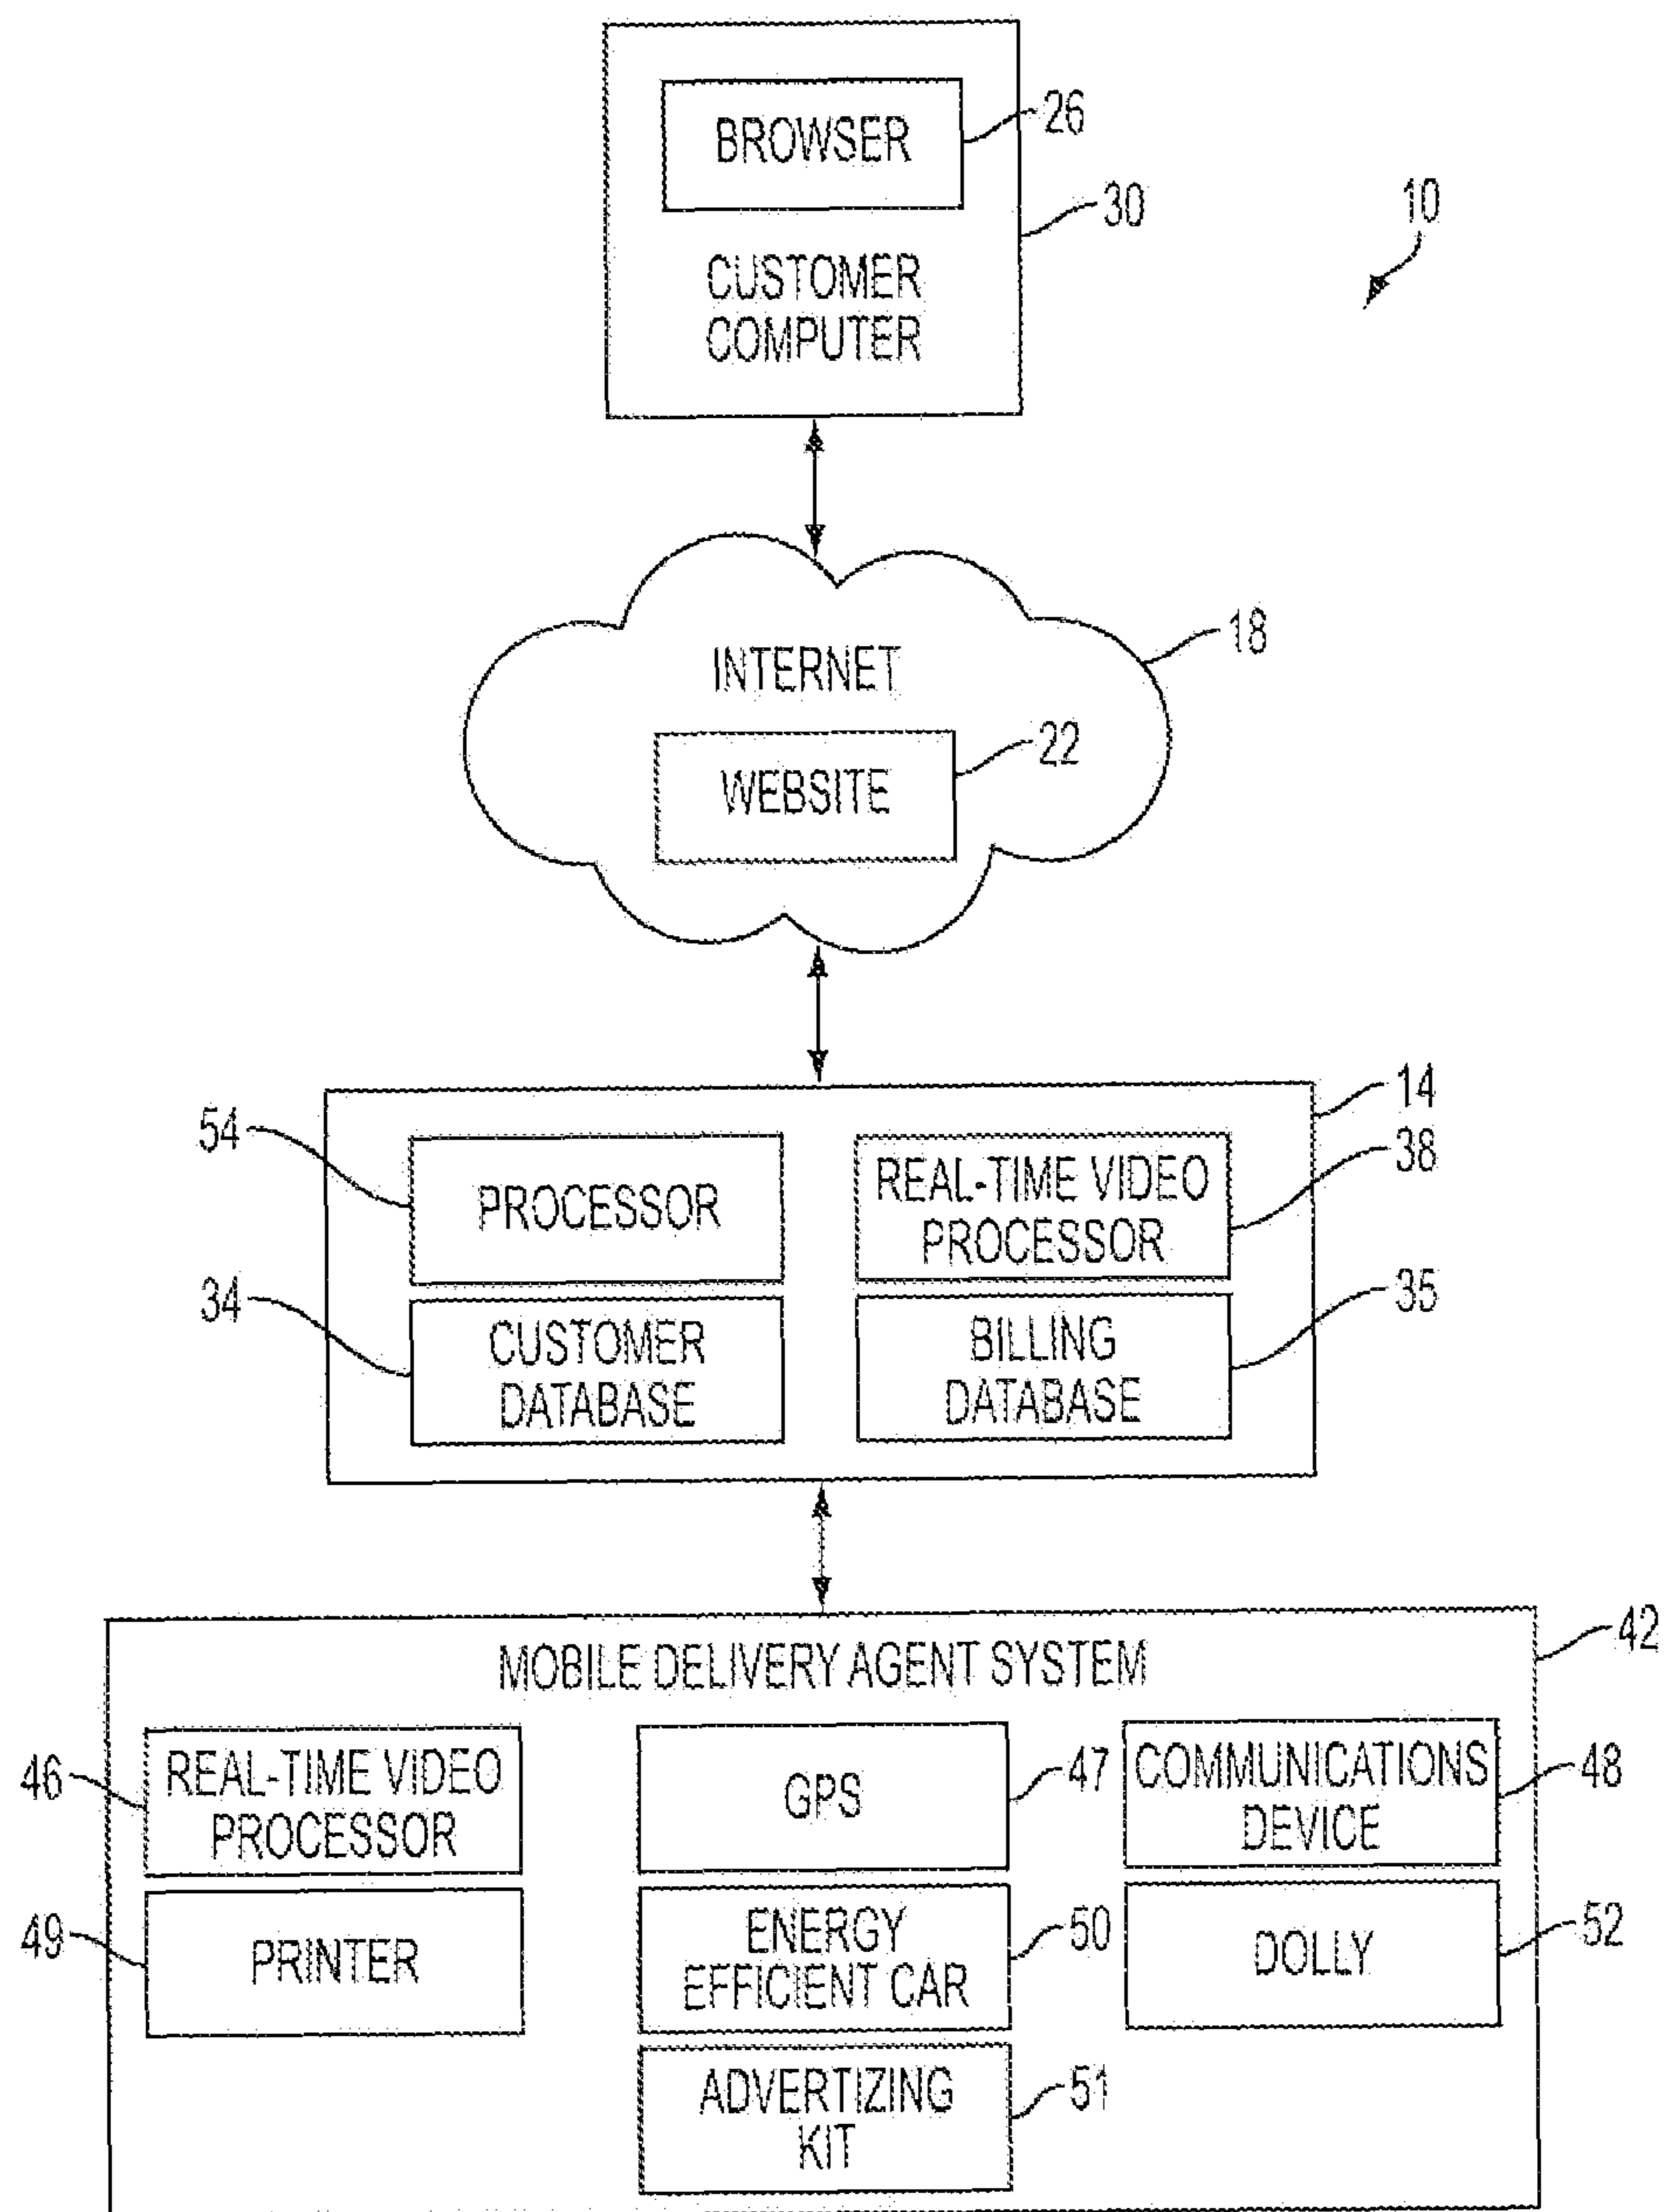 BROWSER
26
CUSTOMER
COMPUTER
30
10
INTERNET
18
WEBSITE
22
14
54
PROCESSOR
REAL-TIME VIDEO
PROCESSOR
38
34
CUSTOMER
DATABASE
BILLING
DATABASE
35
MOBILE DELIVERY AGENT SYSTEM
42
46
REAL-TIME VIDEO
PROCESSOR
GPS
47
COMMUNICATIONS
DEVICE
48
49
PRINTER
ENERGY
EFFICIENT CAR
50
DOLLY
52
ADVERTIZING
KIT
51